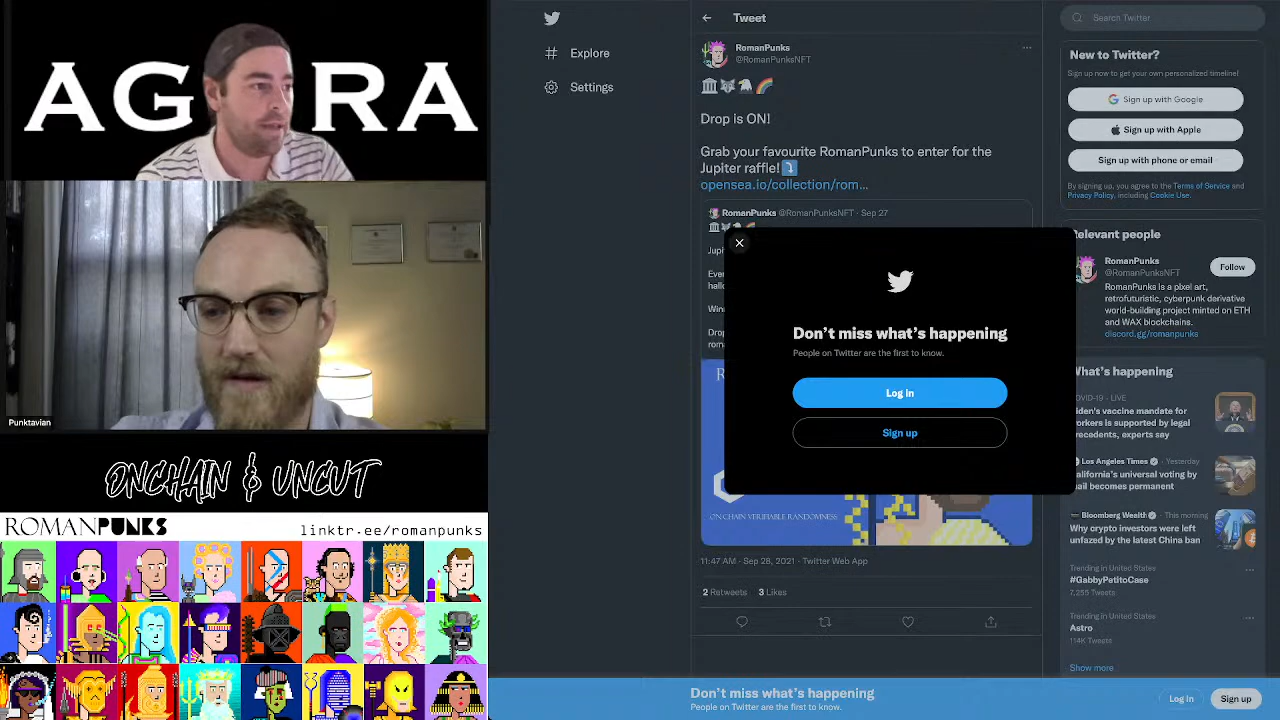 AGORA
Punktavian
ONCHAIN & UNCUT
ROMANPUNKS
linktr.ee/romanpunks
Explore
Settings
Tweet
RomanPunks
@RomanPunksNFT
Drop is ON!
Grab your favourite RomanPunks to enter for the
Jupiter raffle!
opensea.io/collection/rom…
RomanPunks @RomanPunksNFT · Sep 27
ON CHAIN VERIFIABLE RANDOMNESS
11:47 AM · Sep 28, 2021 · Twitter Web App
2 Retweets 3 Likes
Don't miss what's happening
People on Twitter are the first to know.
Log in
Sign up
Search Twitter
New to Twitter?
Sign up now to get your own personalized timeline!
Sign up with Google
Sign up with Apple
Sign up with phone or email
By signing up, you agree to the Terms of Service and
Privacy Policy, including Cookie Use.
Relevant people
RomanPunks
@RomanPunksNFT
Follow
RomanPunks is a pixel art,
retrofuturistic, cyberpunk derivative
world-building project minted on ETH
and WAX blockchains.
discord.gg/romanpunks
What's happening
COVID-19 · LIVE
Biden's vaccine mandate for
workers is supported by legal
precedents, experts say
Los Angeles Times · Yesterday
California's universal voting by
mail becomes permanent
Bloomberg Wealth · This morning
Why crypto investors were left
unfazed by the latest China ban
Trending in United States
#GabbyPetitoCase
7,255 Tweets
Trending in United States
Astro
114K Tweets
Show more
Don't miss what's happening
People on Twitter are the first to know.
Log in
Sign up